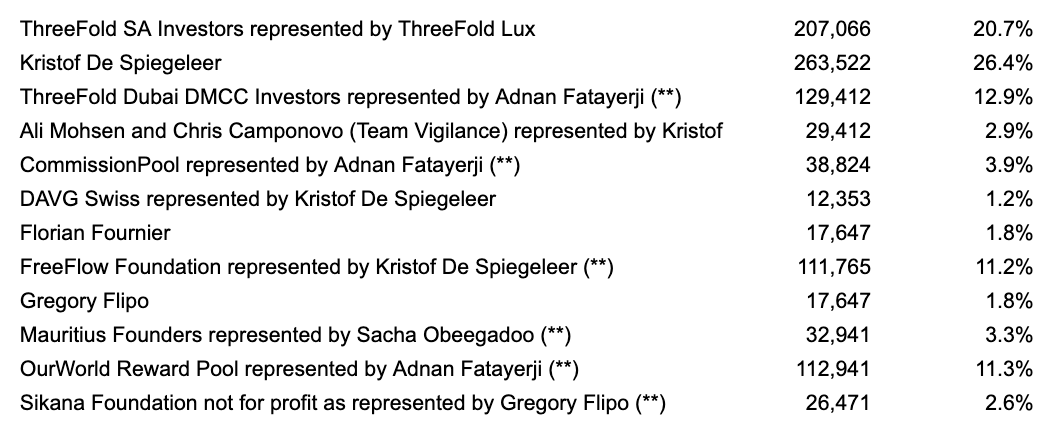 ThreeFold SA Investors represented by ThreeFold Lux 207,066 20.7%
Kristof De Spiegeleer 263,522 26.4%
ThreeFold Dubai DMCC Investors represented by Adnan Fatayerji (**) 129,412 12.9%
Ali Mohsen and Chris Camponovo (Team Vigilance) represented by Kristof 29,412 2.9%
CommissionPool represented by Adnan Fatayerji (**) 38,824 3.9%
DAVG Swiss represented by Kristof De Spiegeleer 12,353 1.2%
Florian Fournier 17,647 1.8%
FreeFlow Foundation represented by Kristof De Spiegeleer (**) 111,765 11.2%
Gregory Flipo 17,647 1.8%
Mauritius Founders represented by Sacha Obeegadoo (**) 32,941 3.3%
OurWorld Reward Pool represented by Adnan Fatayerji (**) 112,941 11.3%
Sikana Foundation not for profit as represented by Gregory Flipo (**) 26,471 2.6%